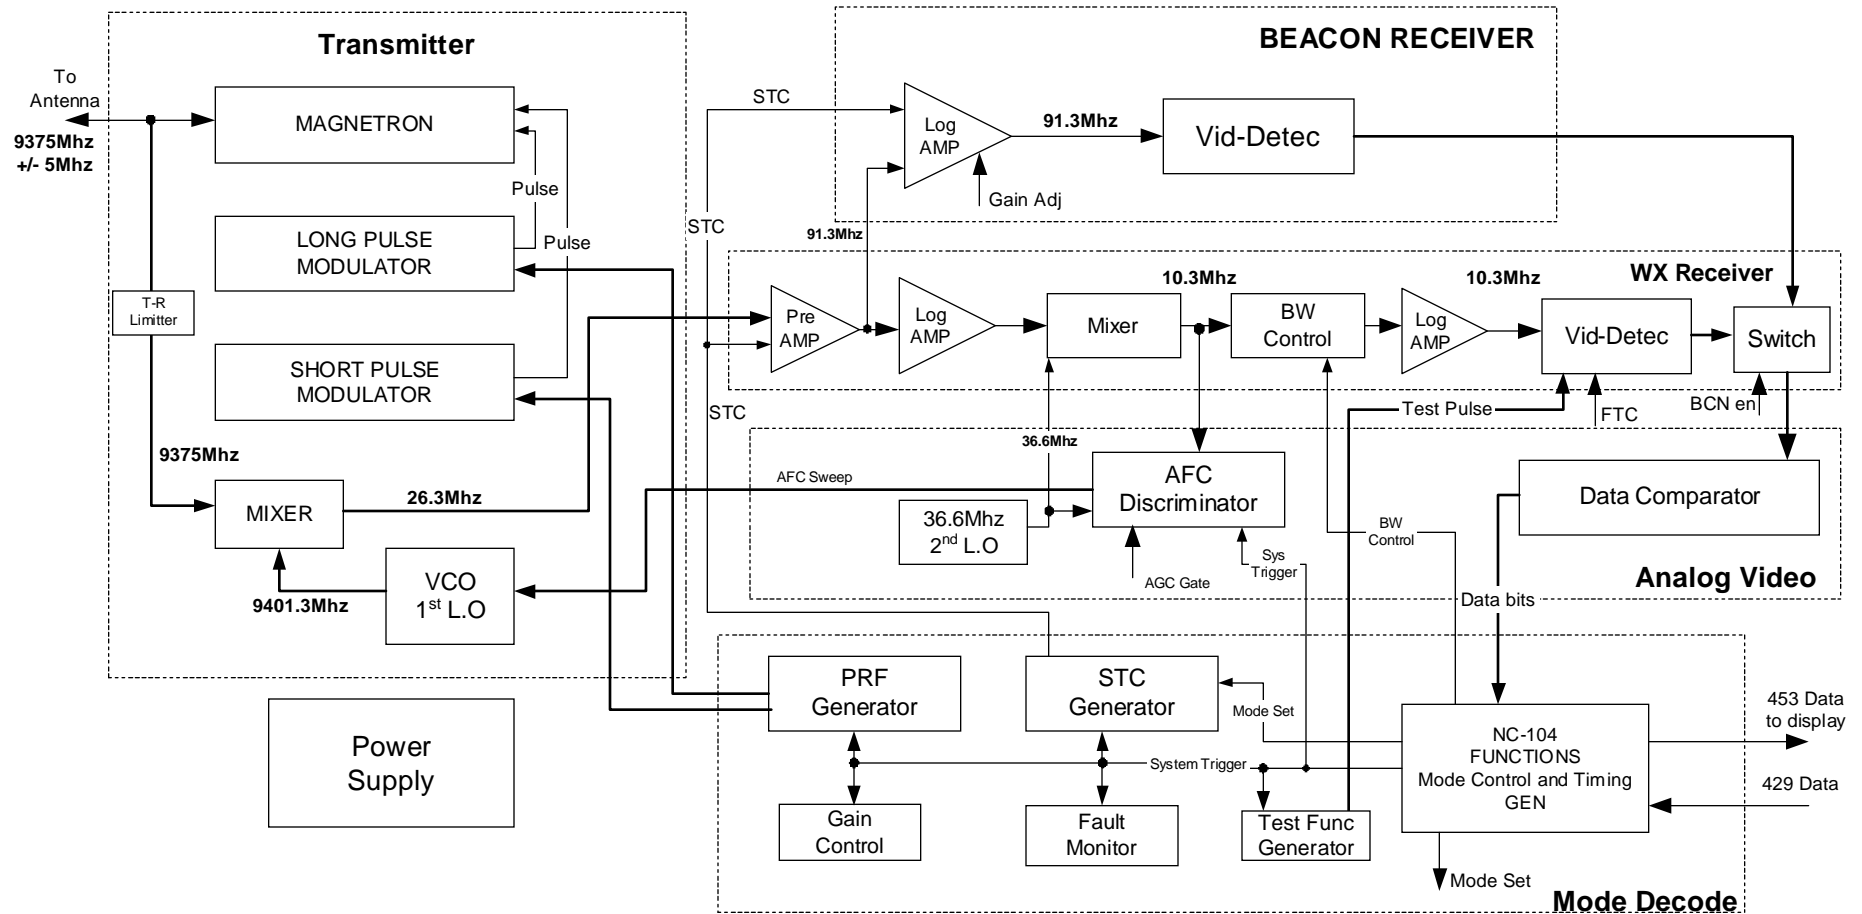 Transmitter
To
Antenna
9375Mhz
+/- 5Mhz
MAGNETRON
Pulse
LONG PULSE
MODULATOR
Pulse
T-R
Limitter
SHORT PULSE
MODULATOR
9375Mhz
MIXER
26.3Mhz
9401.3Mhz
VCO
1st L.O
Power
Supply
BEACON RECEIVER
STC
Log
AMP
91.3Mhz
Vid-Detec
Gain Adj
STC
91.3Mhz
WX Receiver
Pre
AMP
Log
AMP
Mixer
10.3Mhz
BW
Control
Log
AMP
10.3Mhz
Vid-Detec
Switch
STC
36.6Mhz
Test Pulse
FTC
BCN en
AFC Sweep
AFC
Discriminator
36.6Mhz
2nd L.O
AGC Gate
Sys
Trigger
BW
Control
Data Comparator
Analog Video
Data bits
PRF
Generator
STC
Generator
Mode Set
System Trigger
Gain
Control
Fault
Monitor
Test Func
Generator
NC-104
FUNCTIONS
Mode Control and Timing
GEN
453 Data
to display
429 Data
Mode Set
Mode Decode